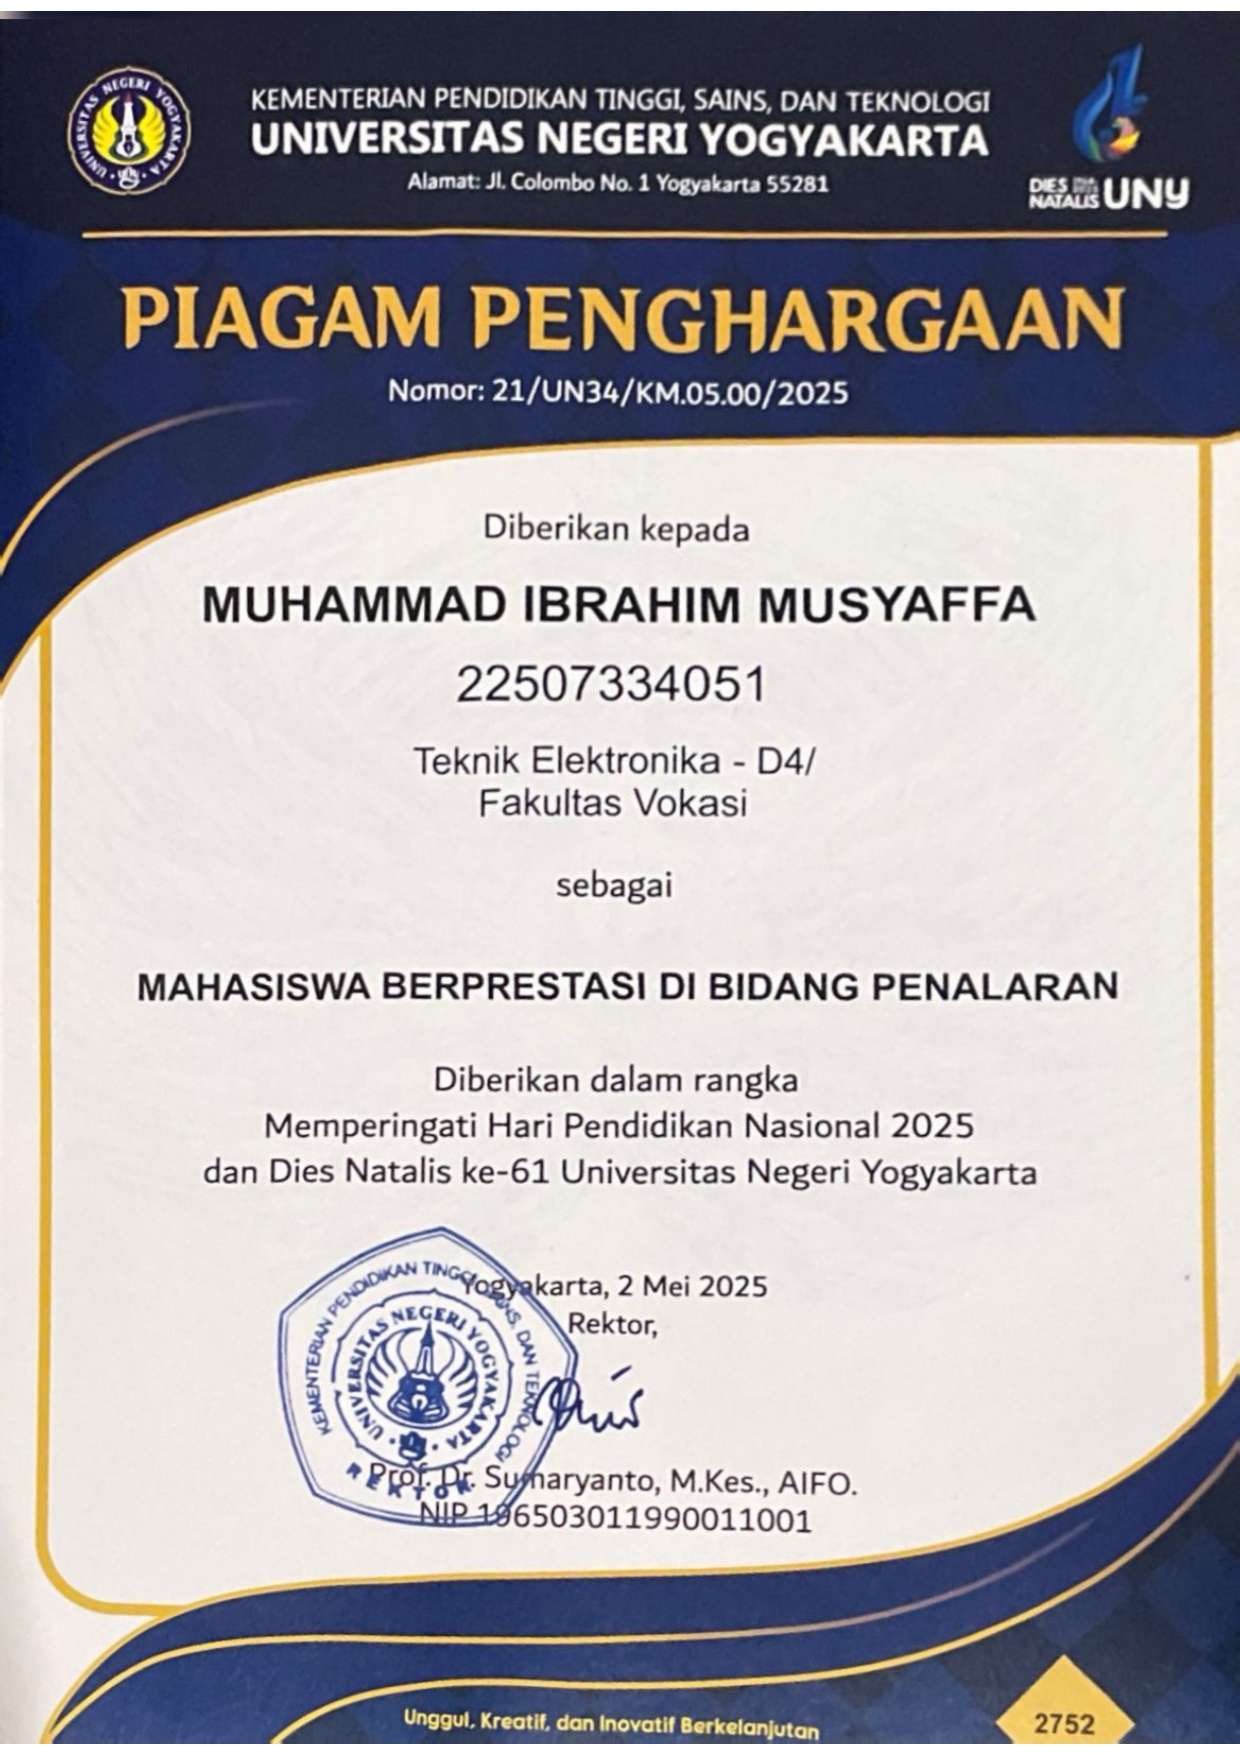 UNIVERSITAS NEGERI YOGYAKARTA
KEMENTERIAN PENDIDIKAN TINGGI, SAINS, DAN TEKNOLOGI
UNIVERSITAS NEGERI YOGYAKARTA
Alamat: Jl. Colombo No. 1 Yogyakarta 55281
DIES
NATALIS UNY
PIAGAM PENGHARGAAN
Nomor: 21/UN34/KM.05.00/2025
Diberikan kepada
MUHAMMAD IBRAHIM MUSYAFFA
22507334051
Teknik Elektronika - D4/
Fakultas Vokasi
sebagai
MAHASISWA BERPRESTASI DI BIDANG PENALARAN
Diberikan dalam rangka
Memperingati Hari Pendidikan Nasional 2025
dan Dies Natalis ke-61 Universitas Negeri Yogyakarta
Yogyakarta, 2 Mei 2025
Rektor,
KEMENTERIAN PENDIDIKAN TINGGI, SAINS, DAN TEKNOLOGI
UNIVERSITAS NEGERI YOGYAKARTA
REKTOR
Prof. Dr. Sumaryanto, M.Kes., AIFO.
NIP 196503011990011001
Unggul, Kreatif, dan Inovatif Berkelanjutan
2752